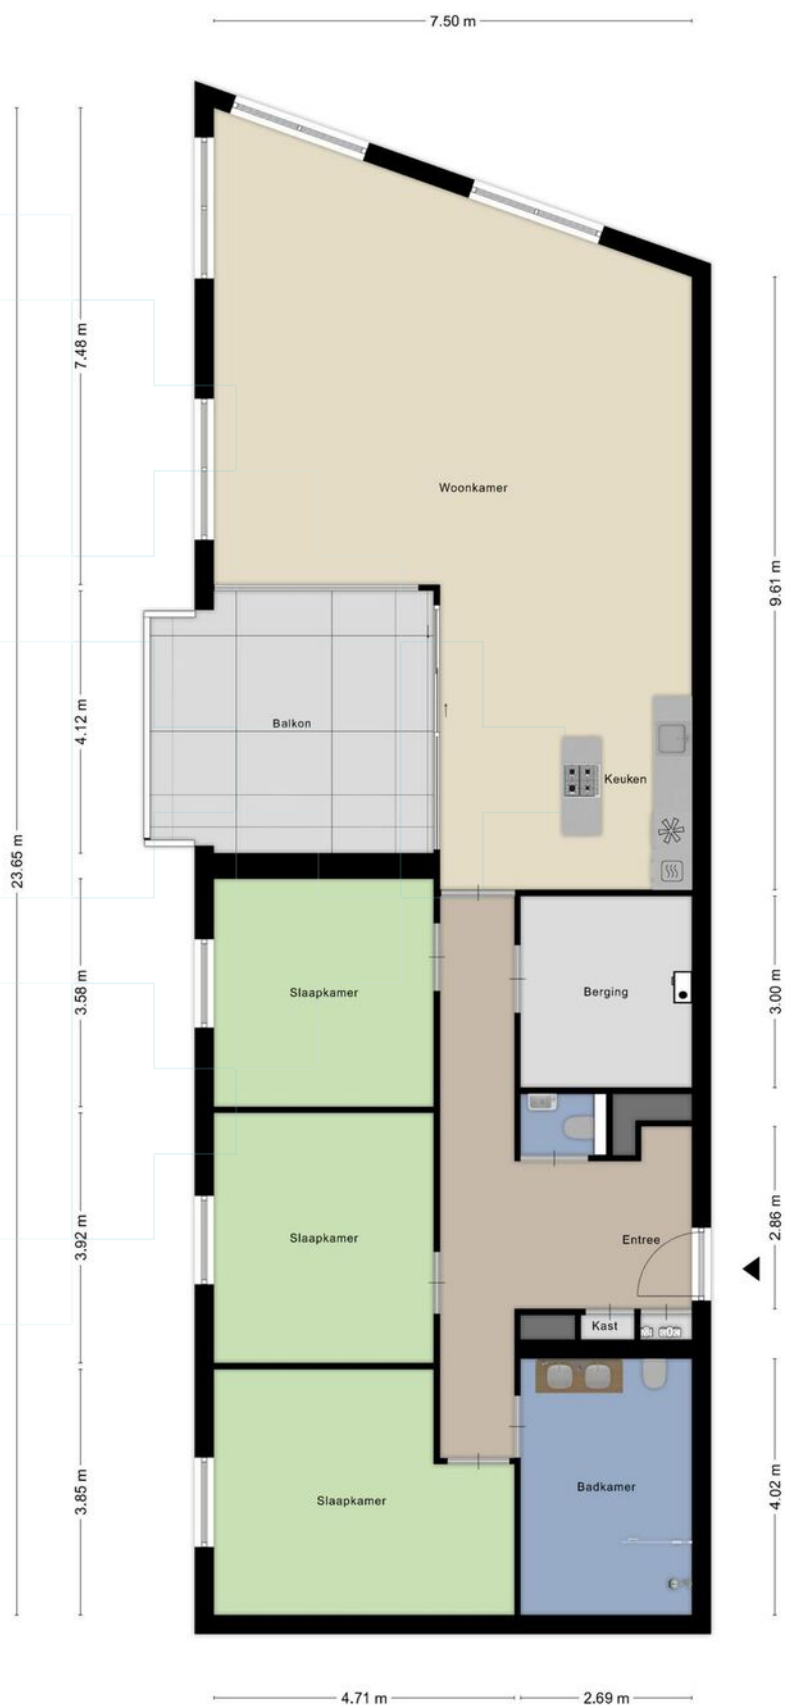 7.50 m
7.48 m
Woonkamer
9.61 m
4.12 m
Balkon
Keuken
23.65 m
3.58 m
Slaapkamer
Berging
3.00 m
3.92 m
Slaapkamer
Entree
2.86 m
Kast
3.85 m
Slaapkamer
Badkamer
4.02 m
4.71 m
2.69 m